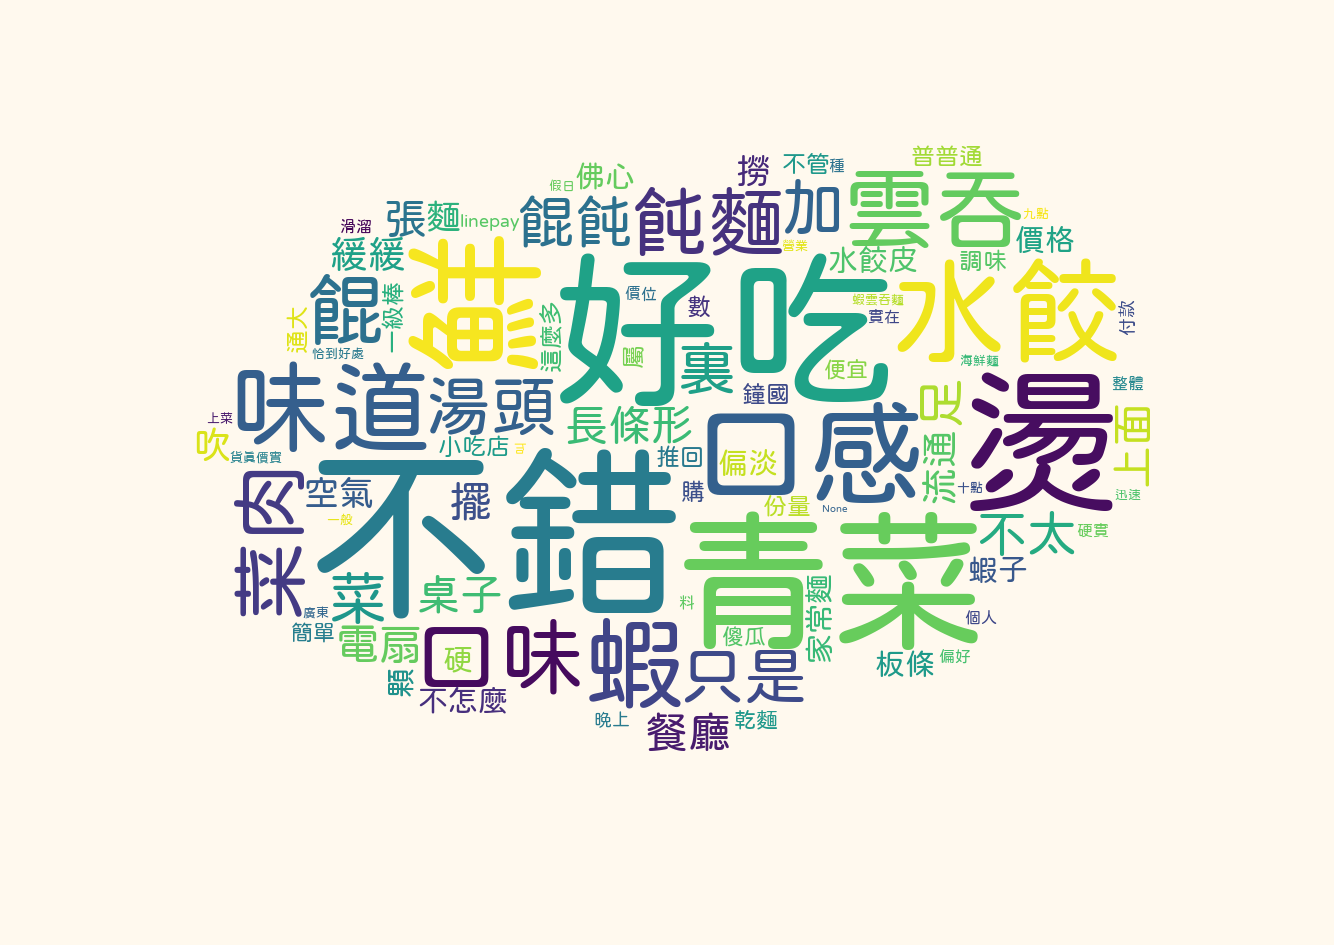 普普通
撈
不管
種
佛心
假日
加
雲吞
張
麵
linepay
餛飩
飩麵
九點
滑溜
緩緩
鮮
營業
水餃皮
調味
價格
好吃
水餃
餛
一級棒
價位
數
蝦雲吞麵
實在
付款
通大
恰到好處
這麼多
屬
裏
便宜
海鮮麵
味道
湯頭
鐘國
整體
燙
上菜
吹
貨真價實
小吃店
長條形
口感
足
上面
不錯
推回
偏淡
流通
菜肉
空氣
擺
購
十點
迅速
一般
份量
None
青菜
不太
硬實
蝦子
菜
桌子
料
家常麵
廣東
簡單
電扇
口味
硬
蝦
傻瓜
個人
只是
板條
偏好
顆
不怎麼
晚上
餐廳
乾麵